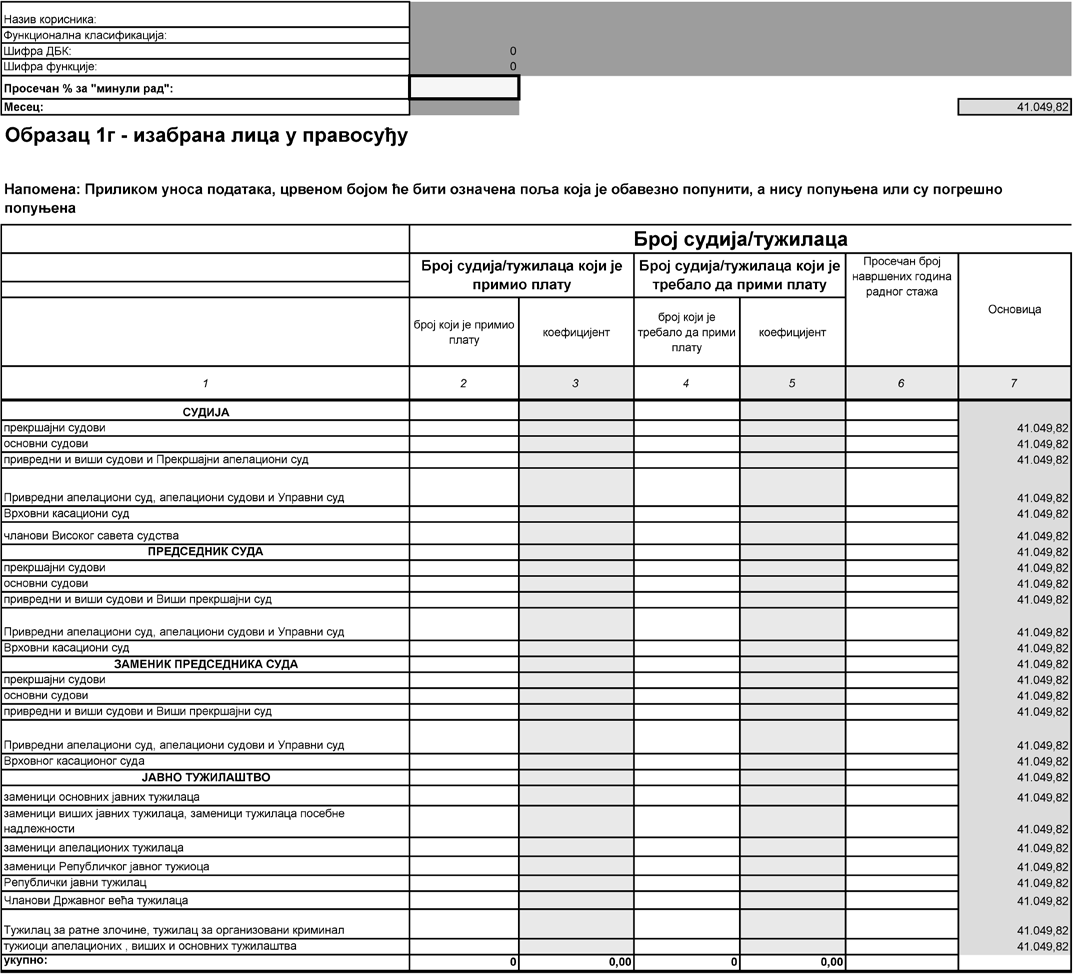 Назив корисника:
Функционална класификација:
Шифра ДБК: 0
Шифра функције: 0
Просечан % за "минули рад":
Месец: 41.049,82
Образац 1г - изабрана лица у правосуђу
Напомена: Приликом уноса података, црвеном бојом ће бити означена поља која је обавезно попунити, а нису попуњена или су погрешно
попуњена
Број судија/тужилаца
Број судија/тужилаца који је
примио плату
Број судија/тужилаца који је
требало да прими плату
Просечан број
навршених година
радног стажа
Основица
број који је примио
плату
коефицијент
број који је
требало да прими
плату
коефицијент
1 2 3 4 5 6 7
СУДИЈА
прекршајни судови 41.049,82
основни судови 41.049,82
привредни и виши судови и Прекршајни апелациони суд 41.049,82
Привредни апелациони суд, апелациони судови и Управни суд 41.049,82
Врховни касациони суд 41.049,82
чланови Високог савета судства 41.049,82
ПРЕДСЕДНИК СУДА 41.049,82
прекршајни судови 41.049,82
основни судови 41.049,82
привредни и виши судови и Виши прекршајни суд 41.049,82
Привредни апелациони суд, апелациони судови и Управни суд 41.049,82
Врховни касациони суд 41.049,82
ЗАМЕНИК ПРЕДСЕДНИКА СУДА 41.049,82
прекршајни судови 41.049,82
основни судови 41.049,82
привредни и виши судови и Виши прекршајни суд 41.049,82
Привредни апелациони суд, апелациони судови и Управни суд 41.049,82
Врховног касационог суда 41.049,82
ЈАВНО ТУЖИЛАШТВО 41.049,82
заменици основних јавних тужилаца 41.049,82
заменици виших јавних тужилаца, заменици тужилаца посебне
надлежности 41.049,82
заменици апелационих тужилаца 41.049,82
заменици Републичког јавног тужиоца 41.049,82
Републички јавни тужилац 41.049,82
Чланови Државног већа тужилаца 41.049,82
Тужилац за ратне злочине, тужилац за организовани криминал 41.049,82
тужиоци апелационих , виших и основних тужилаштва 41.049,82
укупно: 0 0,00 0 0,00